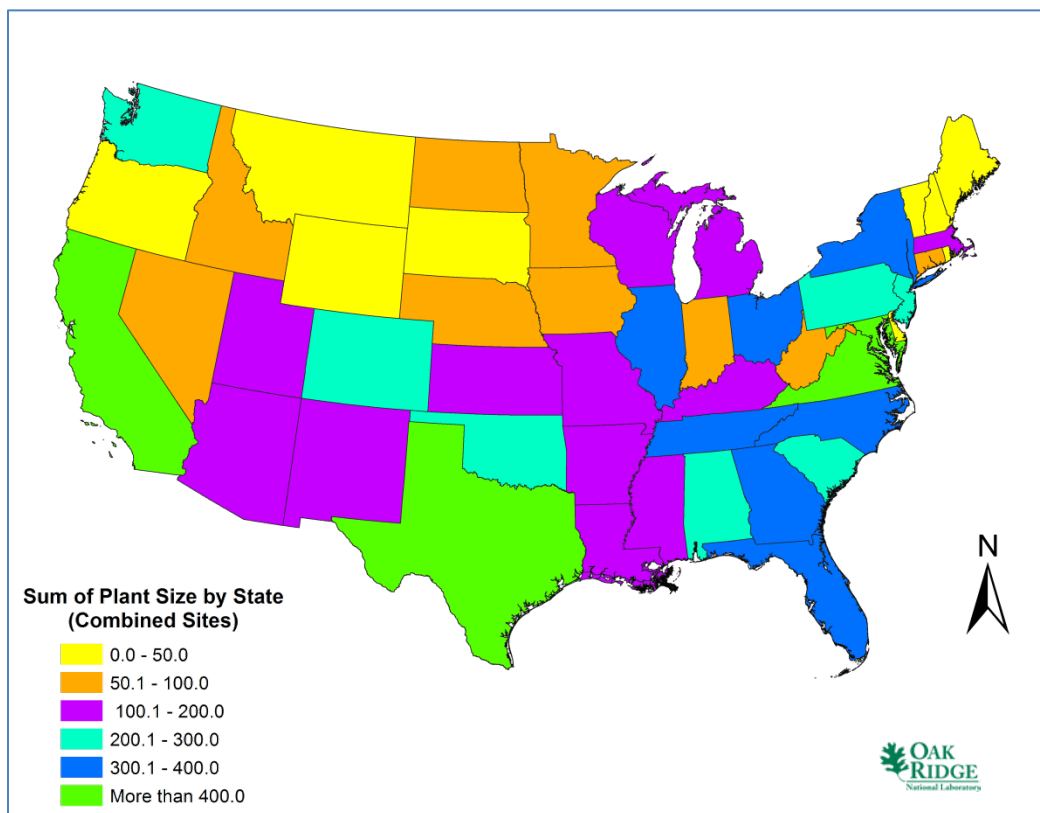 N
Sum of Plant Size by State
(Combined Sites)
0.0 - 50.0
50.1 - 100.0
100.1 - 200.0
200.1 - 300.0
300.1 - 400.0
More than 400.0
OAK
RIDGE
National Laboratory